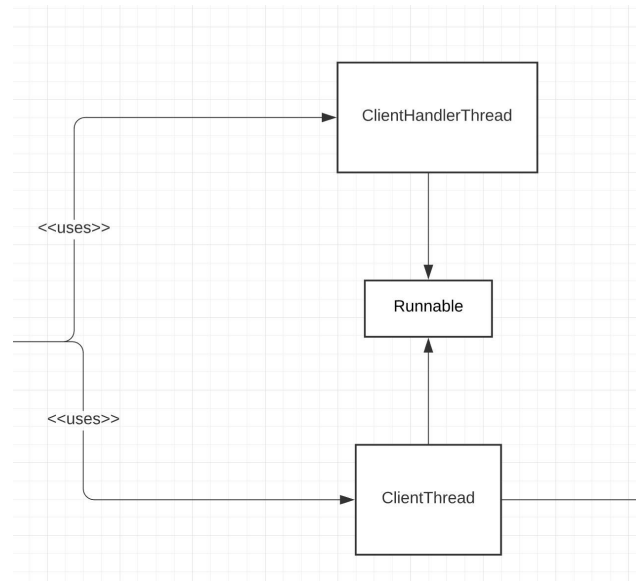 ClientHandlerThread
<<uses>>
Runnable
<<uses>>
ClientThread